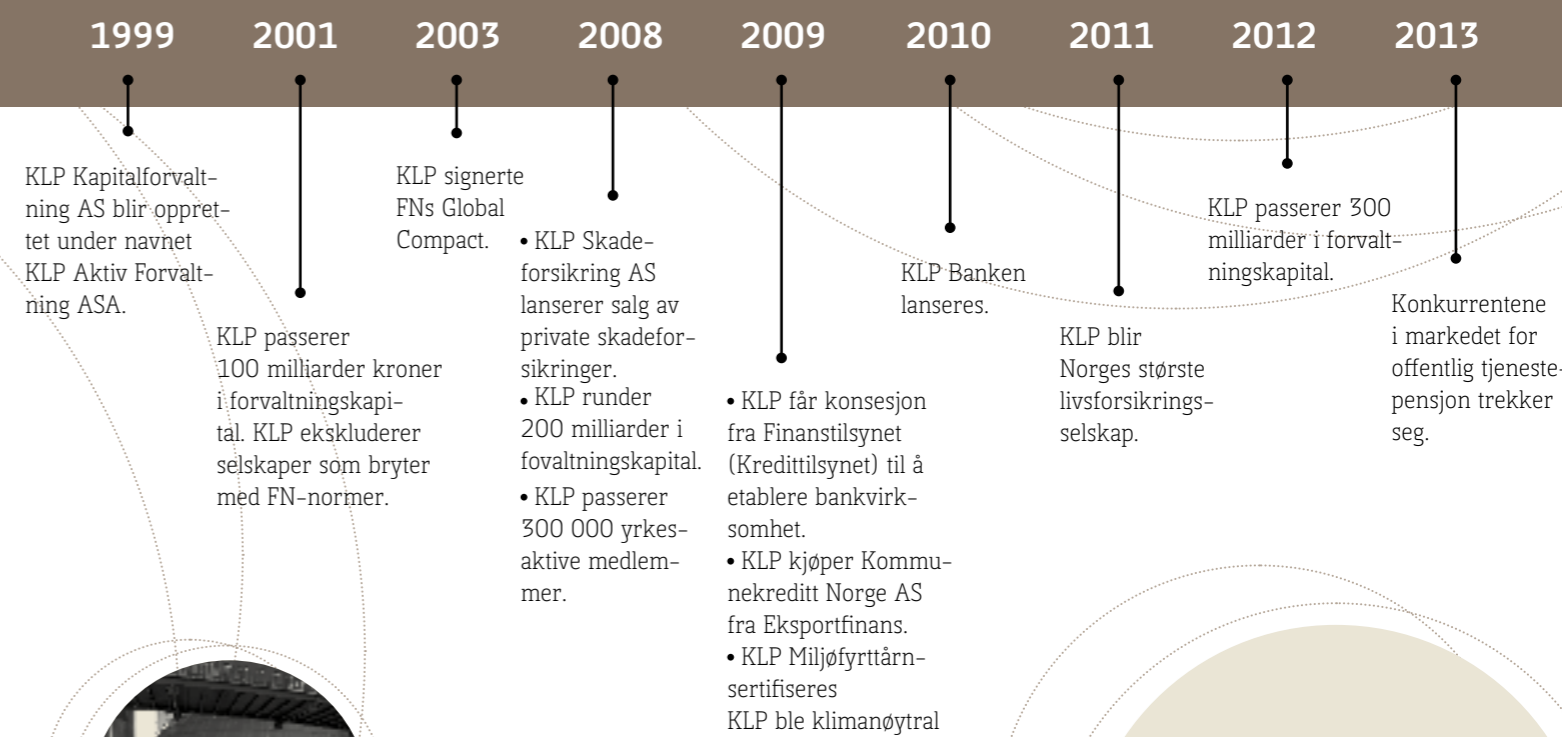 1999 2001 2003 2008 2009 2010 2011 2012 2013
KLP Kapitalforvalt-
ning AS blir oppret-
tet under navnet
KLP Aktiv Forvalt-
ning ASA.
KLP passerer
100 milliarder kroner
i forvaltningskapi-
tal. KLP ekskluderer
selskaper som bryter
med FN-normer.
KLP signerte
FNs Global
Compact.
• KLP Skade-
forsikring AS
lanserer salg av
private skadefor-
sikringer.
• KLP runder
200 milliarder i
fovaltningskapital.
• KLP passerer
300 000 yrkes-
aktive medlem-
mer.
• KLP får konsesjon
fra Finanstilsynet
(Kredittilsynet) til å
etablere bankvirk-
somhet.
• KLP kjøper Kommu-
nekreditt Norge AS
fra Eksportfinans.
• KLP Miljøfyrttårn-
sertifiseres
KLP ble klimanøytral
KLP Banken
lanseres.
KLP blir
Norges største
livsforsikrings-
selskap.
KLP passerer 300
milliarder i forvalt-
ningskapital.
Konkurrentene
i markedet for
offentlig tjeneste-
pensjon trekker
seg.